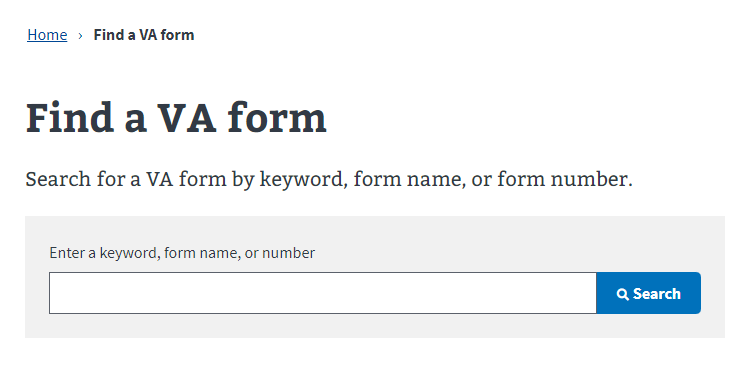 Home › Find a VA form
Find a VA form
Search for a VA form by keyword, form name, or form number.
Enter a keyword, form name, or number
Search